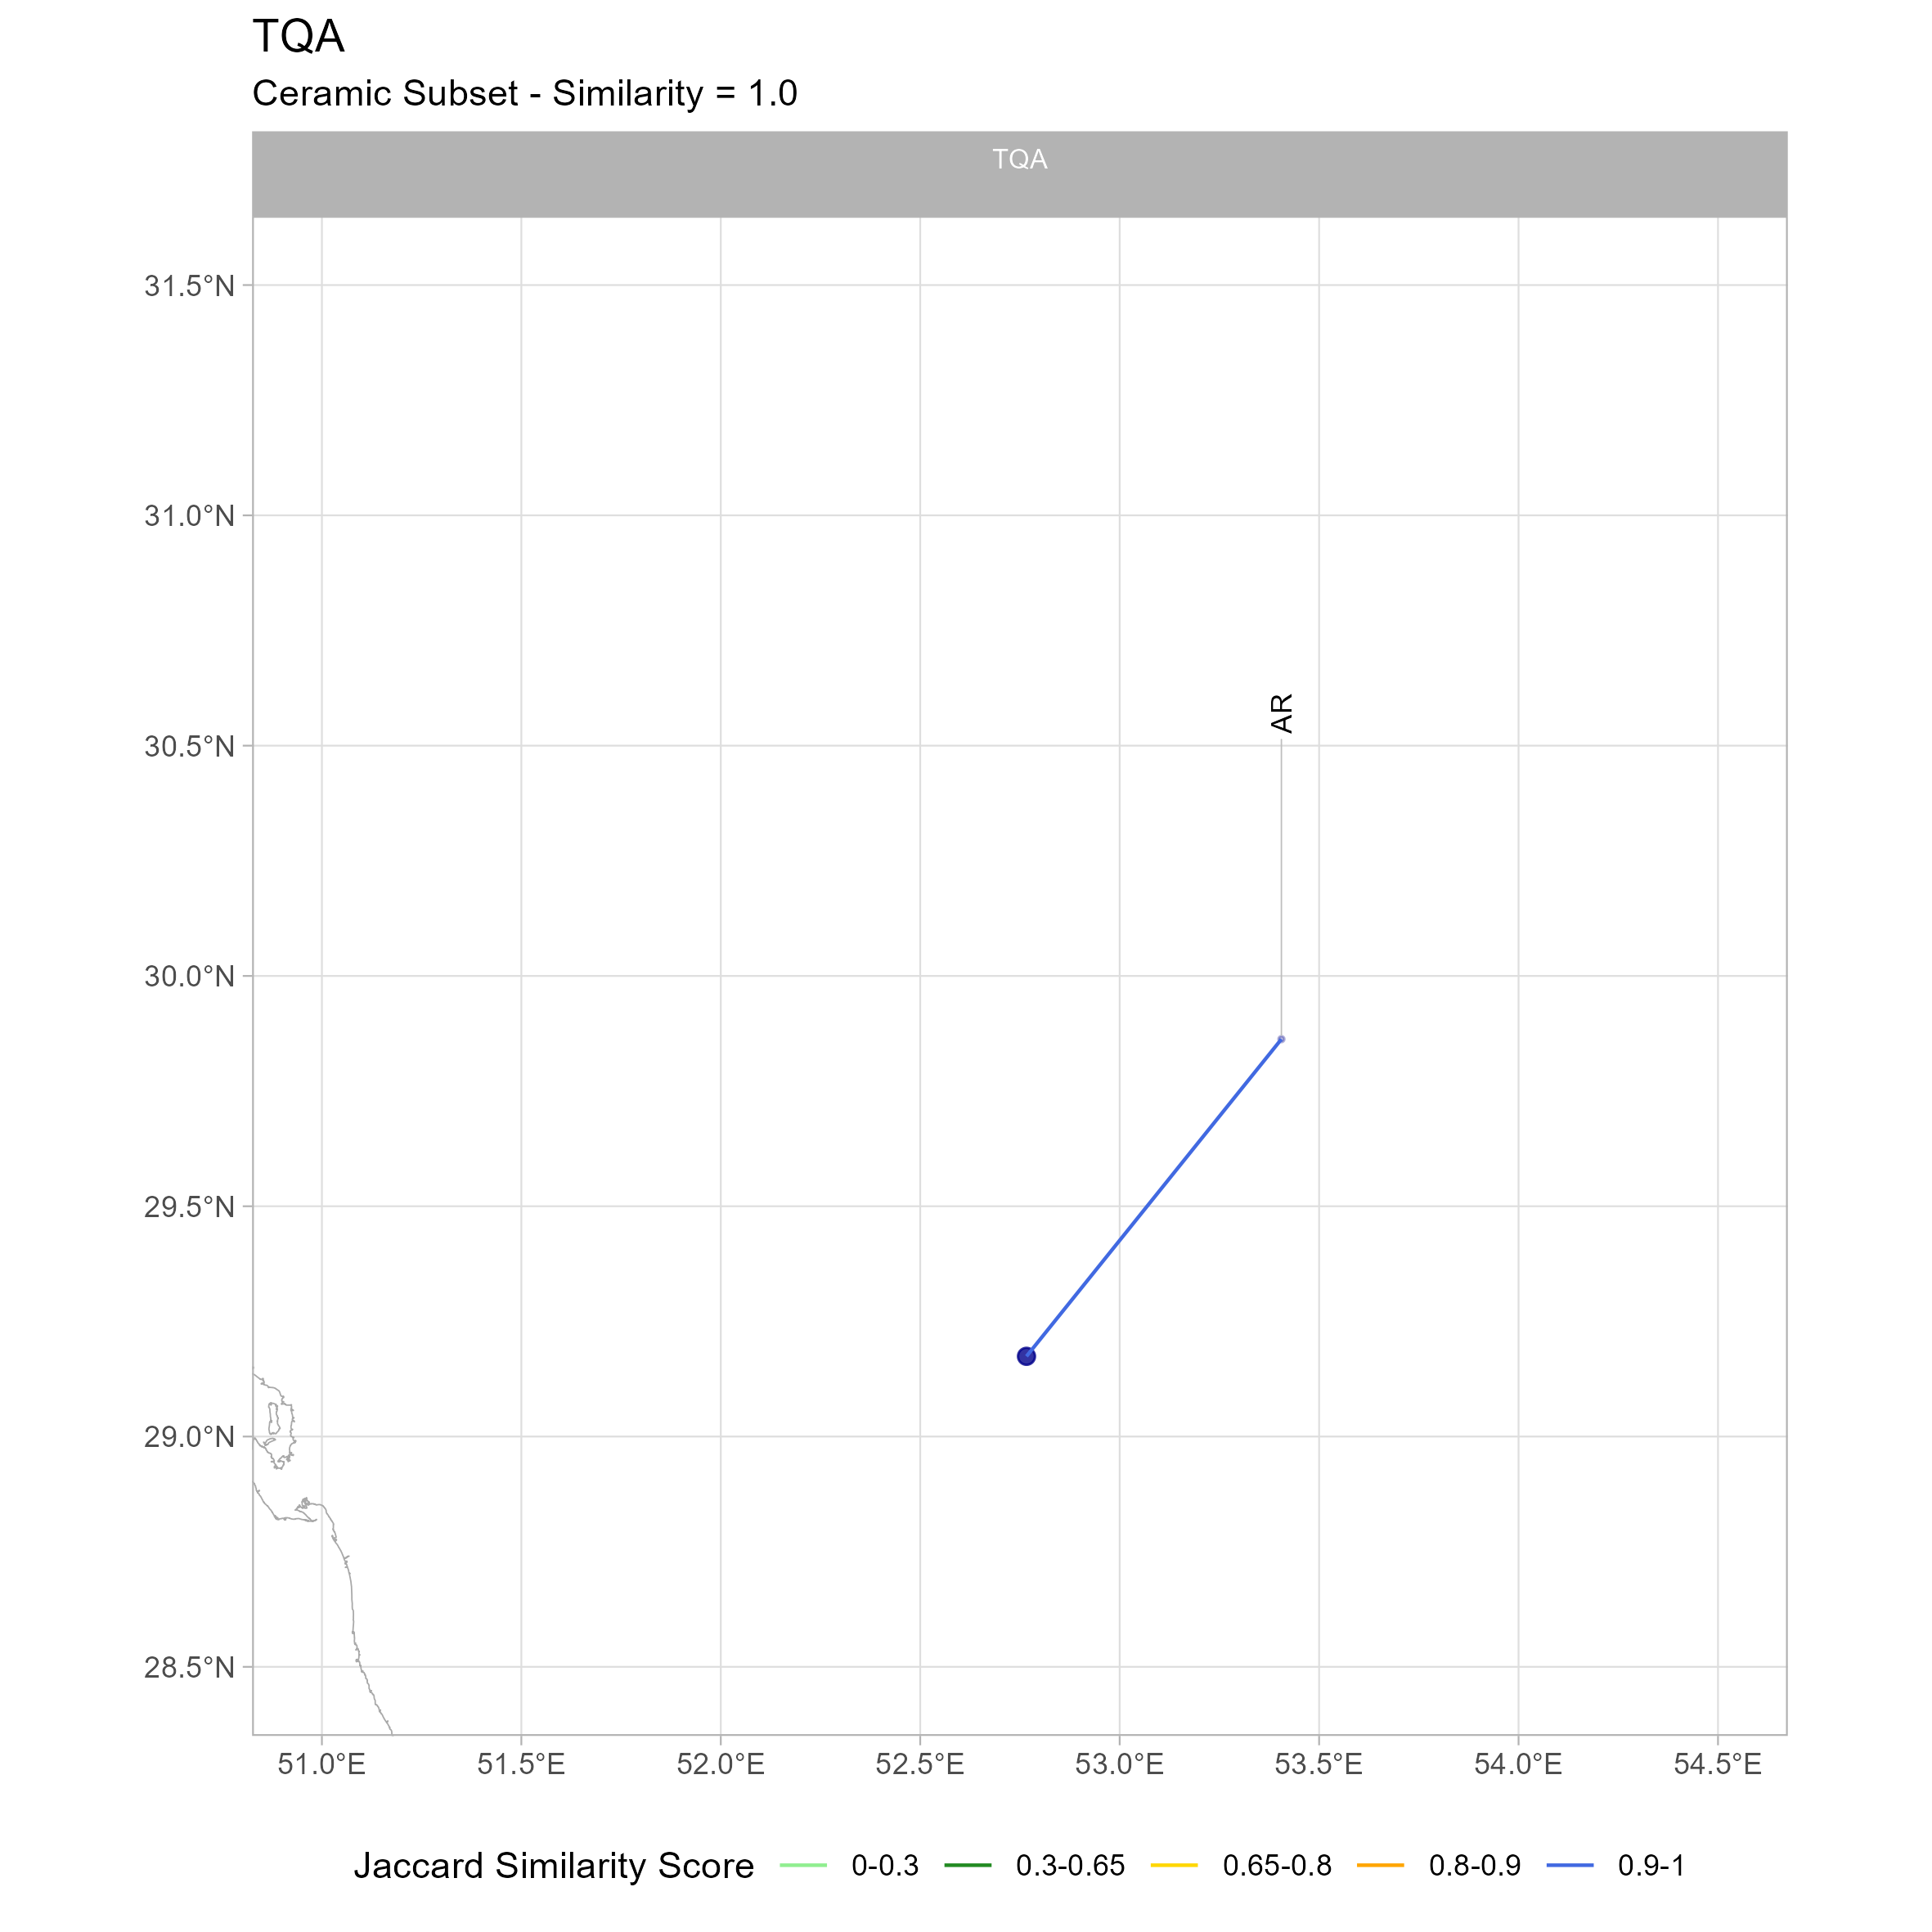 TQA
Ceramic Subset - Similarity = 1.0
TQA
31.5°N
31.0°N
30.5°N
30.0°N
29.5°N
29.0°N
28.5°N
AR
51.0°E 51.5°E 52.0°E 52.5°E 53.0°E 53.5°E 54.0°E 54.5°E
Jaccard Similarity Score 0-0.3 0.3-0.65 0.65-0.8 0.8-0.9 0.9-1